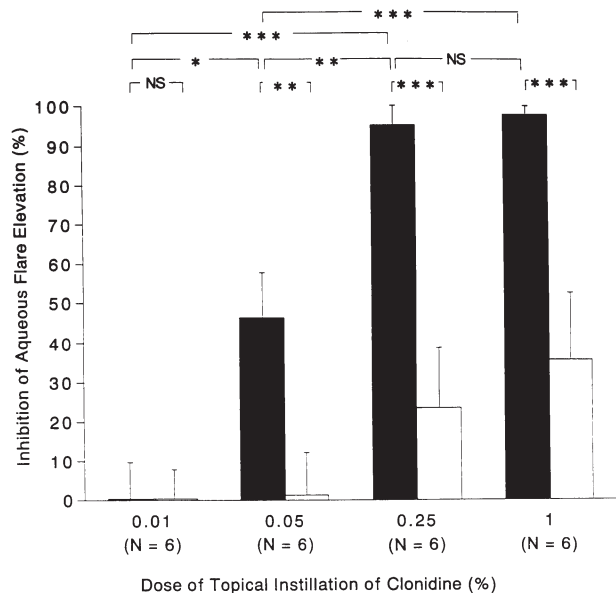 ***
***
* ** NS
NS ** *** ***
100
90
80
70
60
50
40
30
20
10
0
Inhibition of Aqueous Flare Elevation (%)
0.01 0.05 0.25 1
(N = 6) (N = 6) (N = 6) (N = 6)
Dose of Topical Instillation of Clonidine (%)